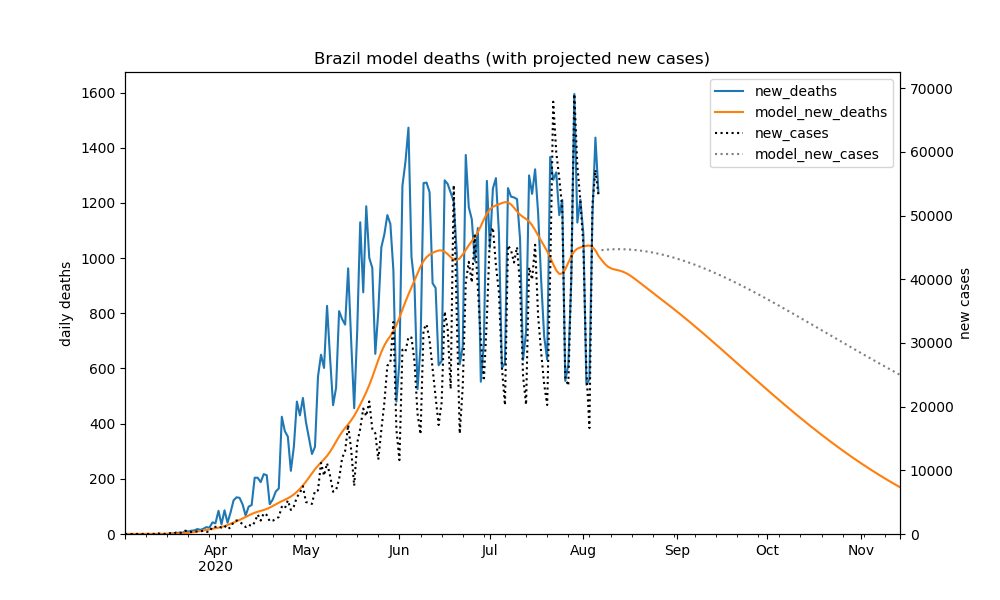 Brazil model deaths (with projected new cases)
new_deaths
model_new_deaths
new_cases
model_new_cases
daily deaths
1600
1400
1200
1000
800
600
400
200
0
new cases
70000
60000
50000
40000
30000
20000
10000
0
Apr May Jun Jul Aug Sep Oct Nov
2020